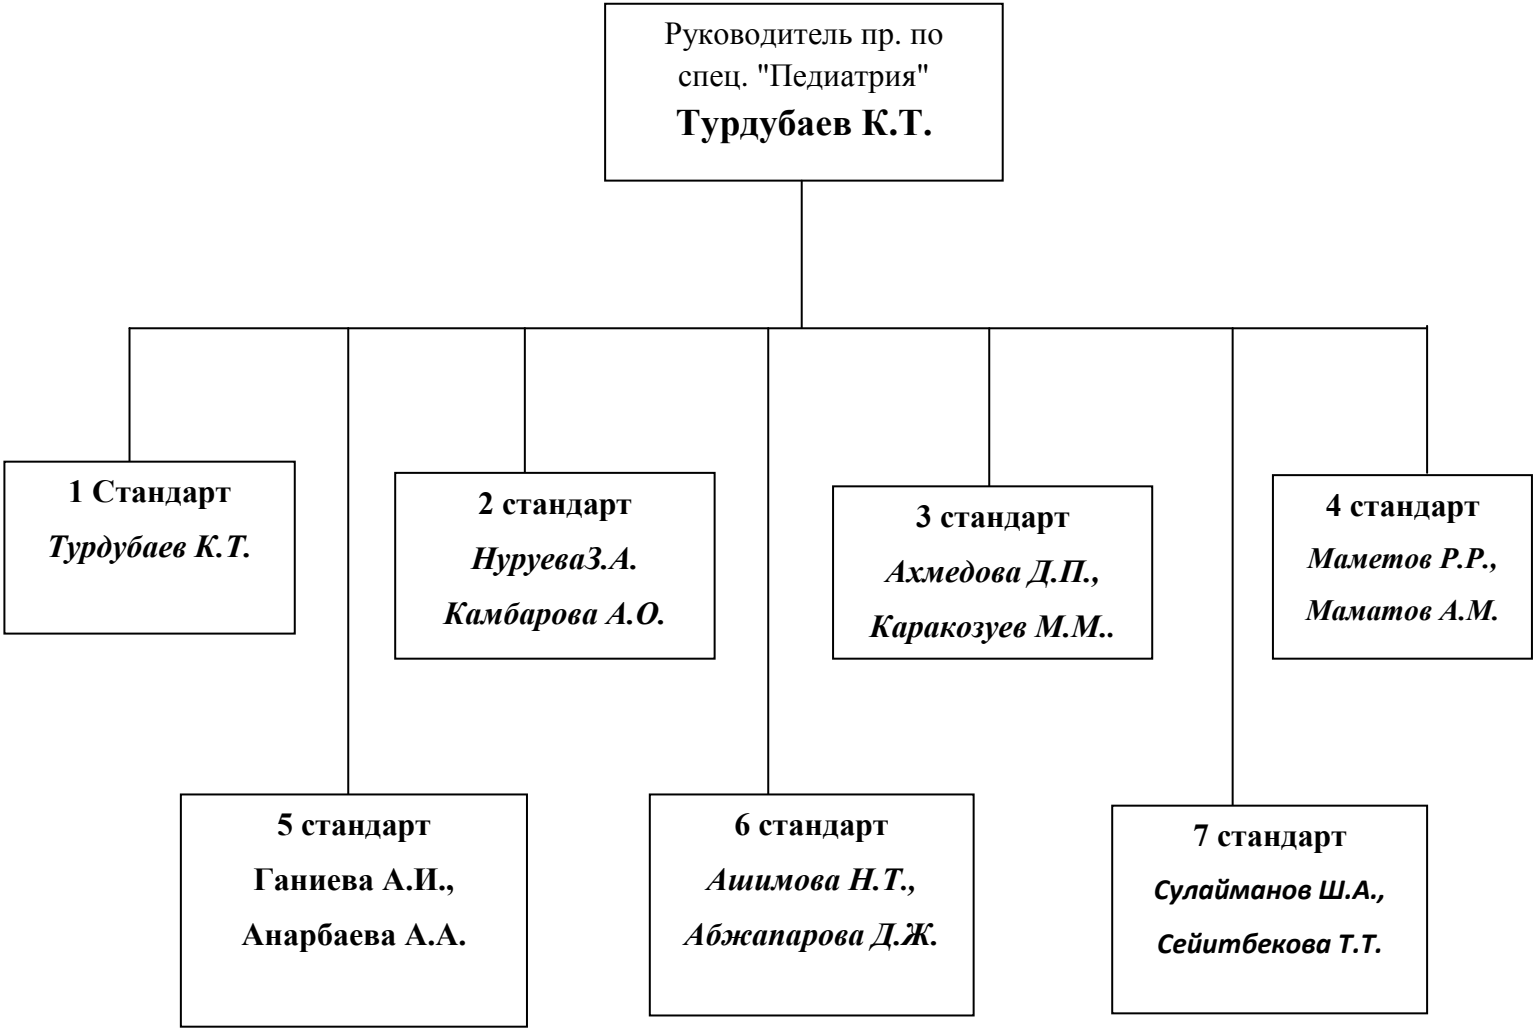 Руководитель пр. по
спец. "Педиатрия"
Турдубаев К.Т.
1 Стандарт
Турдубаев К.Т.
2 стандарт
НуруеваЗ.А.
Камбарова А.О.
3 стандарт
Ахмедова Д.П.,
Каракозуев М.М..
4 стандарт
Маметов Р.Р.,
Маматов А.М.
5 стандарт
Ганиева А.И.,
Анарбаева А.А.
6 стандарт
Ашимова Н.Т.,
Абжапарова Д.Ж.
7 стандарт
Сулайманов Ш.А.,
Сейитбекова Т.Т.